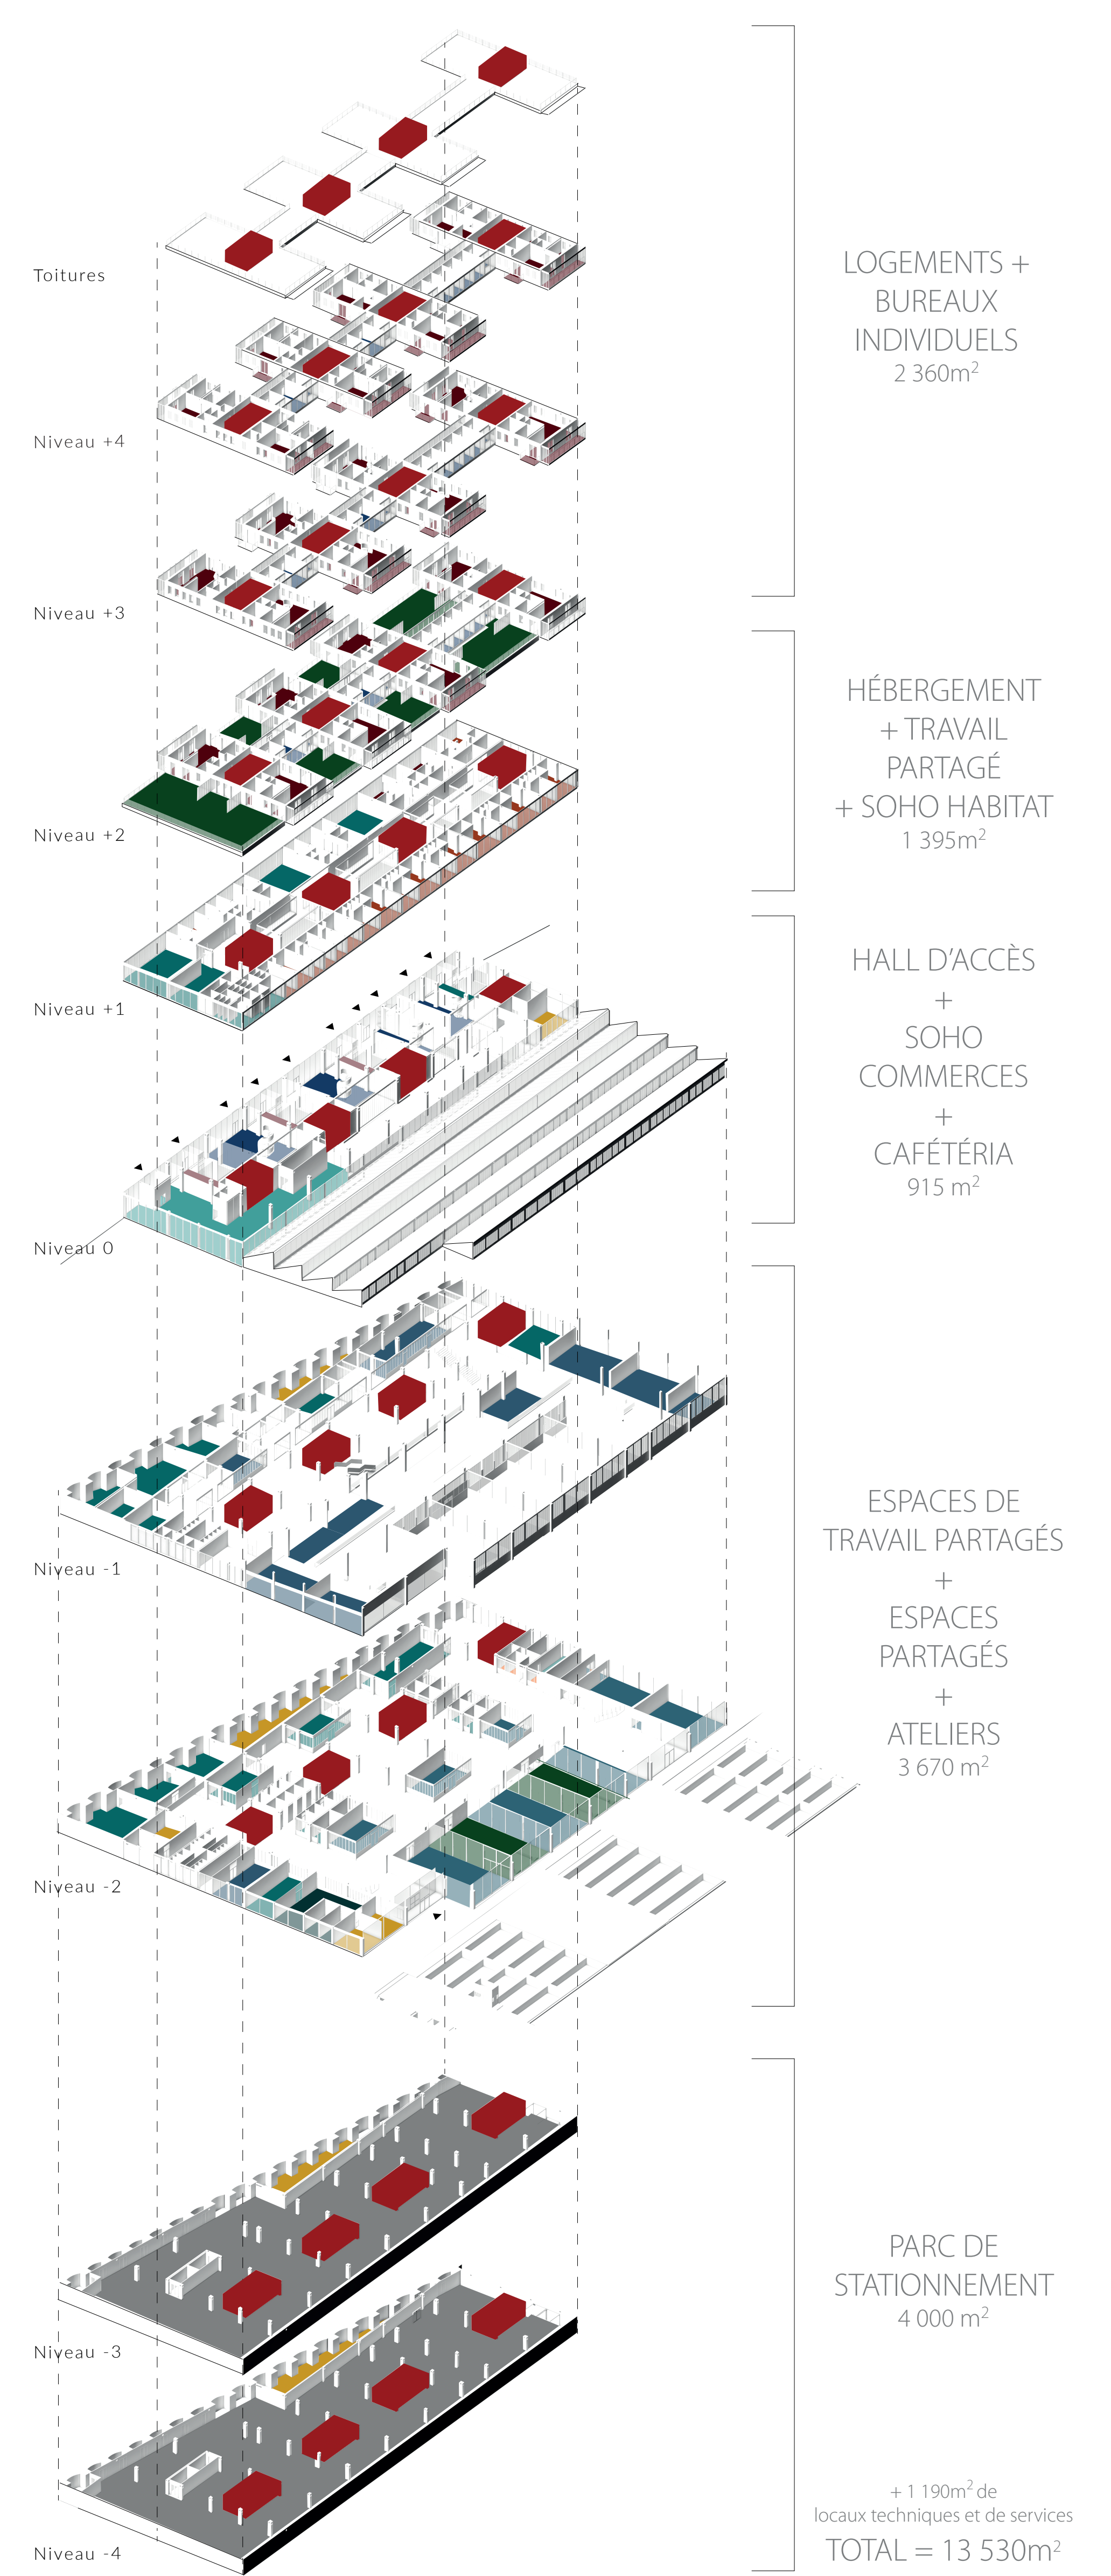 Toitures
Niveau +4
Niveau +3
Niveau +2
Niveau +1
Niveau 0
Niveau -1
Niveau -2
Niveau -3
Niveau -4
LOGEMENTS +
BUREAUX
INDIVIDUELS
2 360m²
HÉBERGEMENT
+ TRAVAIL
PARTAGÉ
+ SOHO HABITAT
1 395m²
HALL D'ACCÈS
+
SOHO
COMMERCES
+
CAFÉTÉRIA
915 m²
ESPACES DE
TRAVAIL PARTAGÉS
+
ESPACES
PARTAGÉS
+
ATELIERS
3 670 m²
PARC DE
STATIONNEMENT
4 000 m²
+ 1 190m² de
locaux techniques et de services
TOTAL = 13 530m²